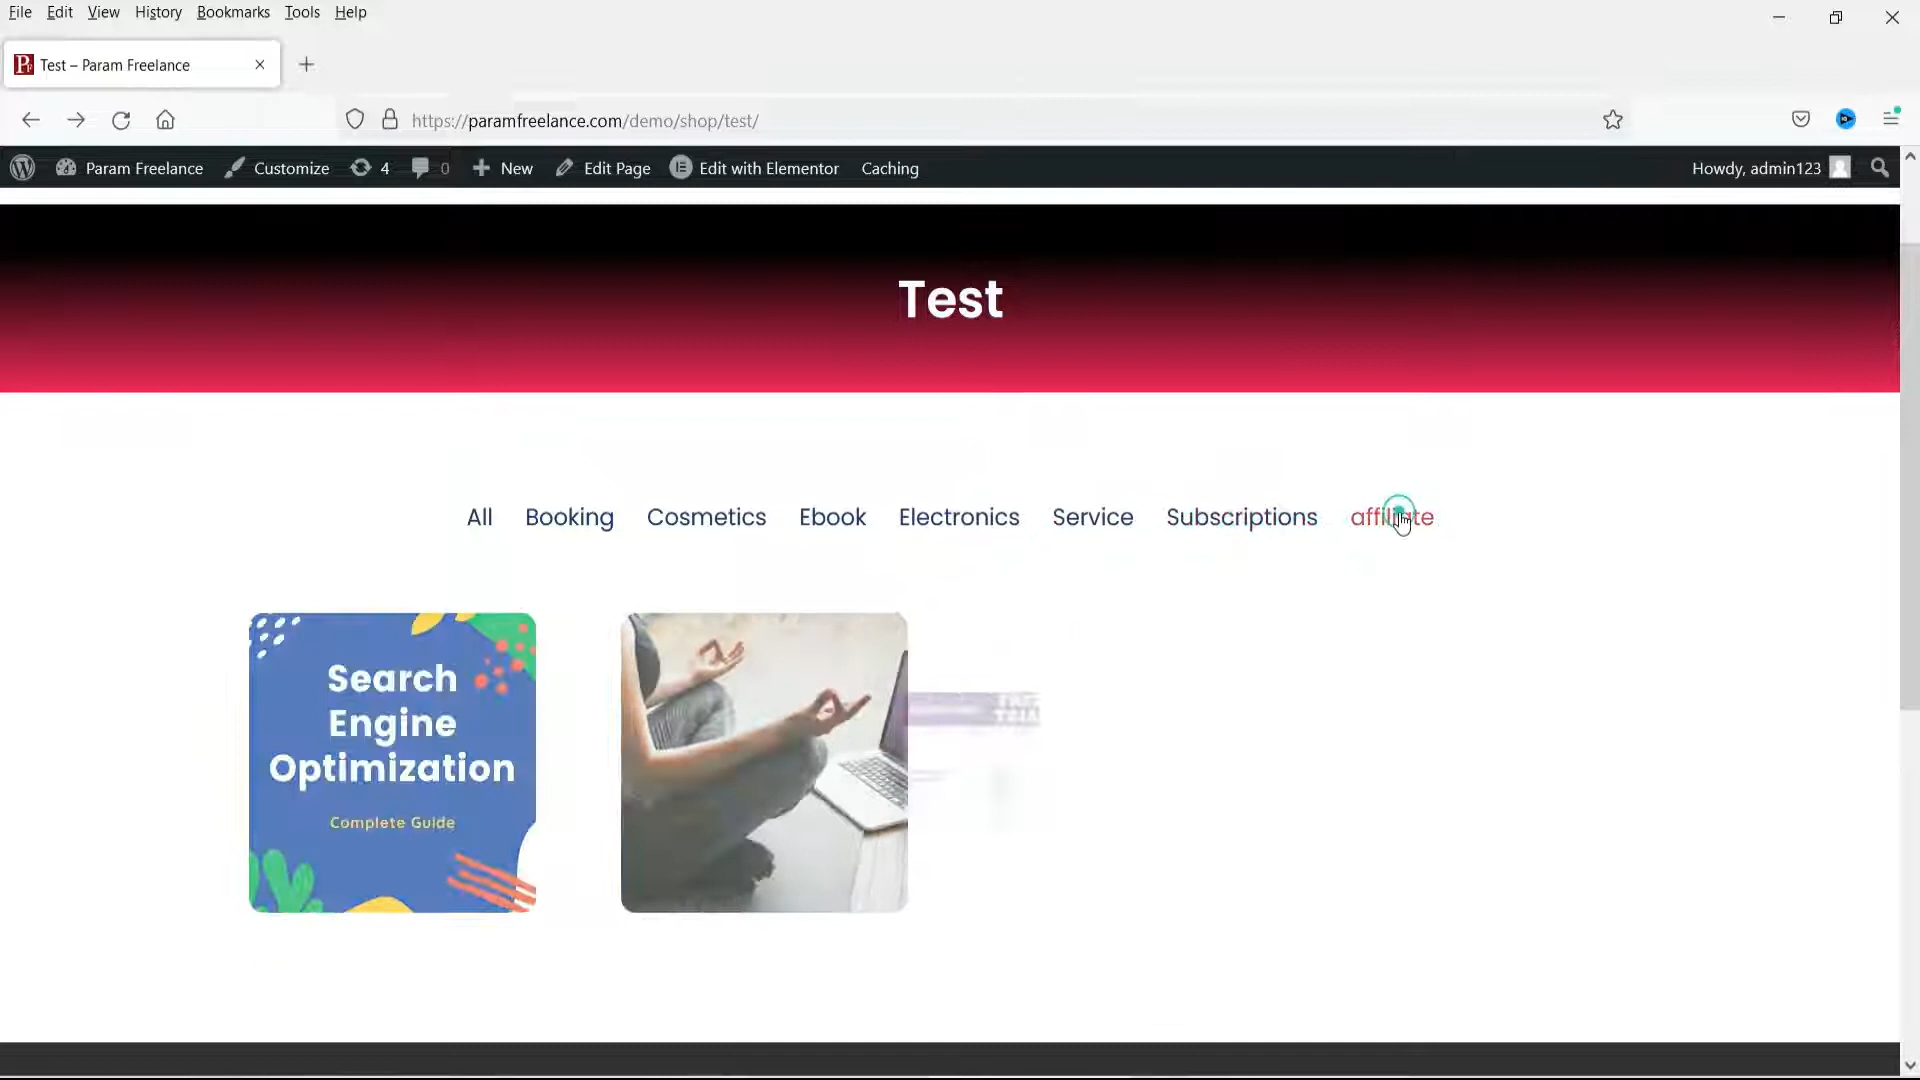 File Edit View History Bookmarks Tools Help
Test – Param Freelance
https://paramfreelance.com/demo/shop/test/
Param Freelance Customize 4 0 New Edit Page Edit with Elementor Caching Howdy, admin123
Test
All Booking Cosmetics Ebook Electronics Service Subscriptions affiliate
Search
Engine
Optimization
Complete Guide